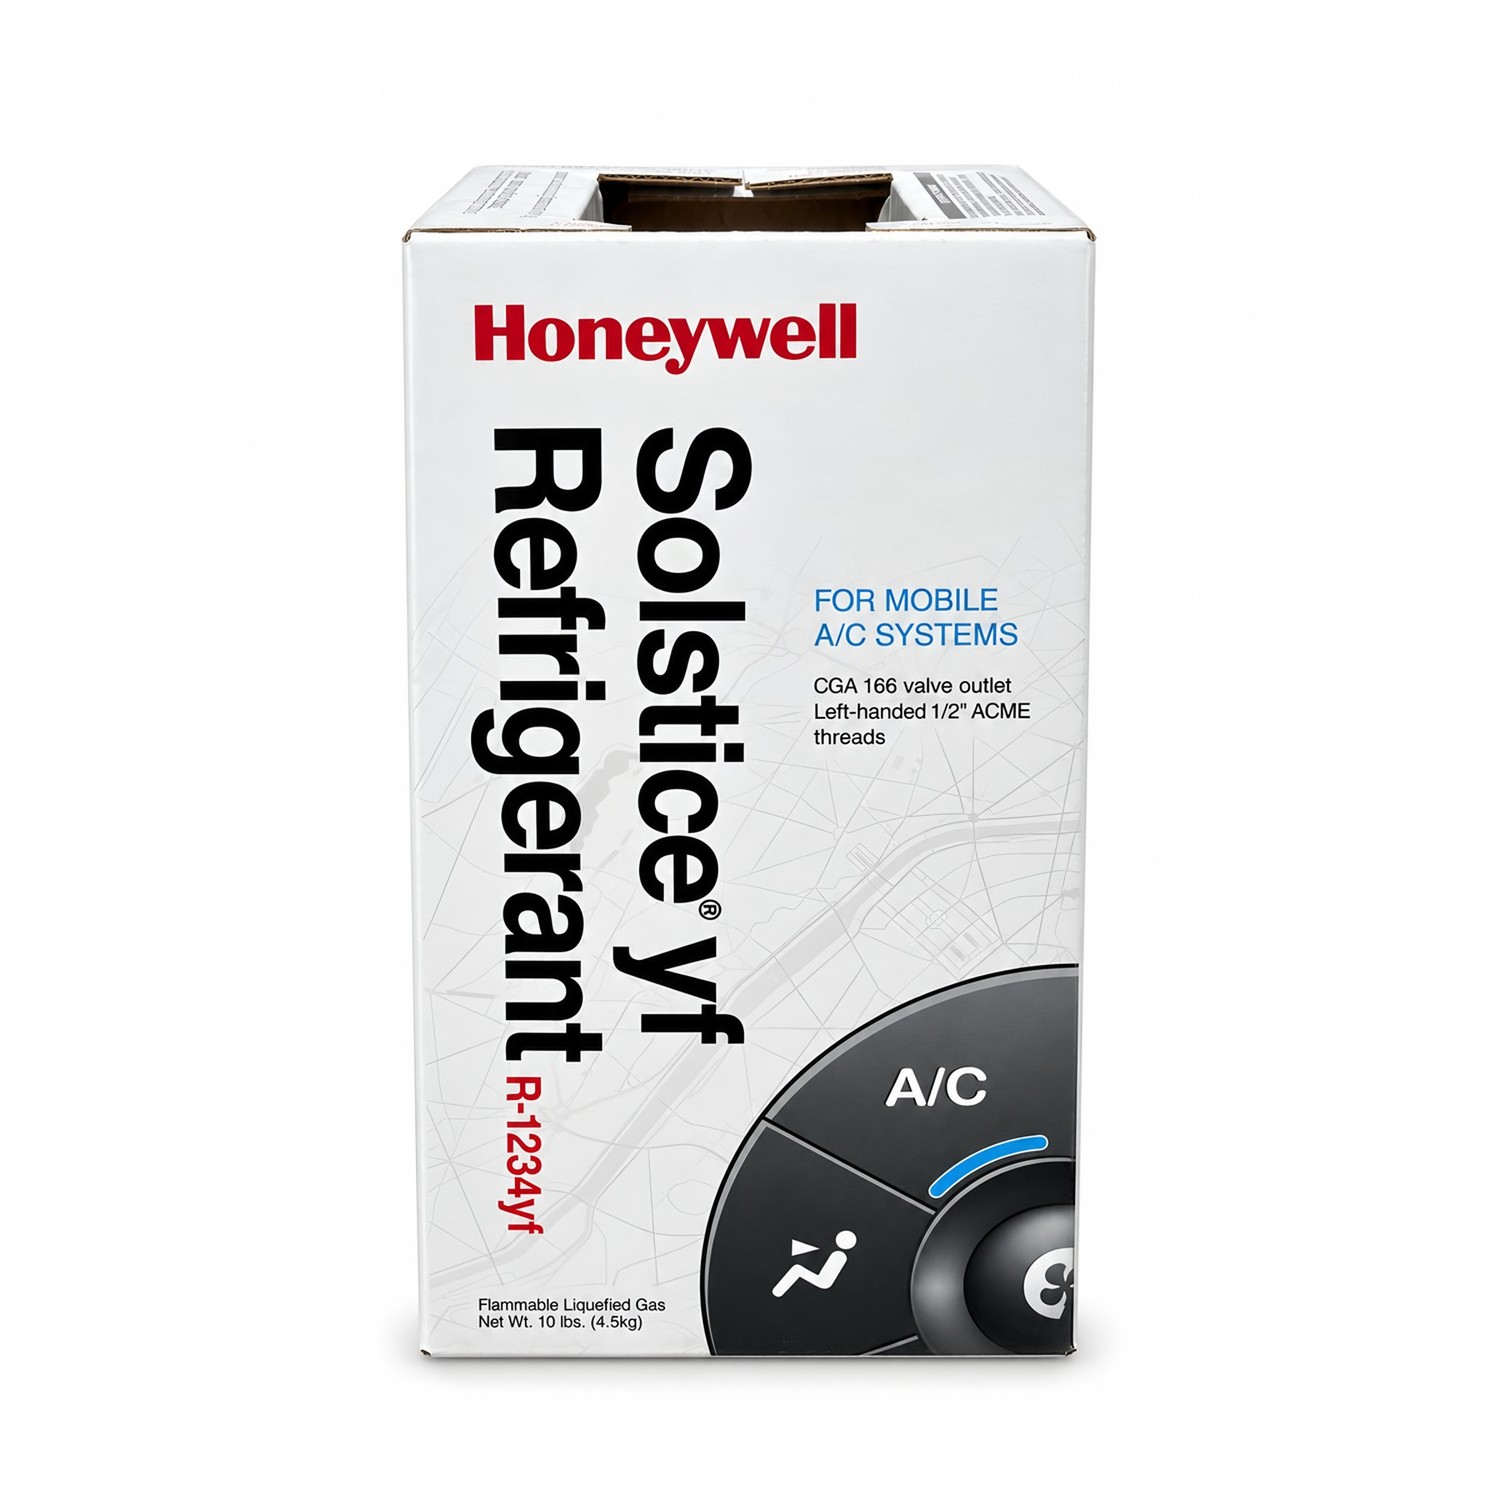 Honeywell
Solstice® yf
Refrigerant R-1234yf
FOR MOBILE
A/C SYSTEMS
CGA 166 valve outlet
Left-handed 1/2" ACME
threads
A/C
Flammable Liquefied Gas
Net Wt. 10 lbs. (4.5kg)